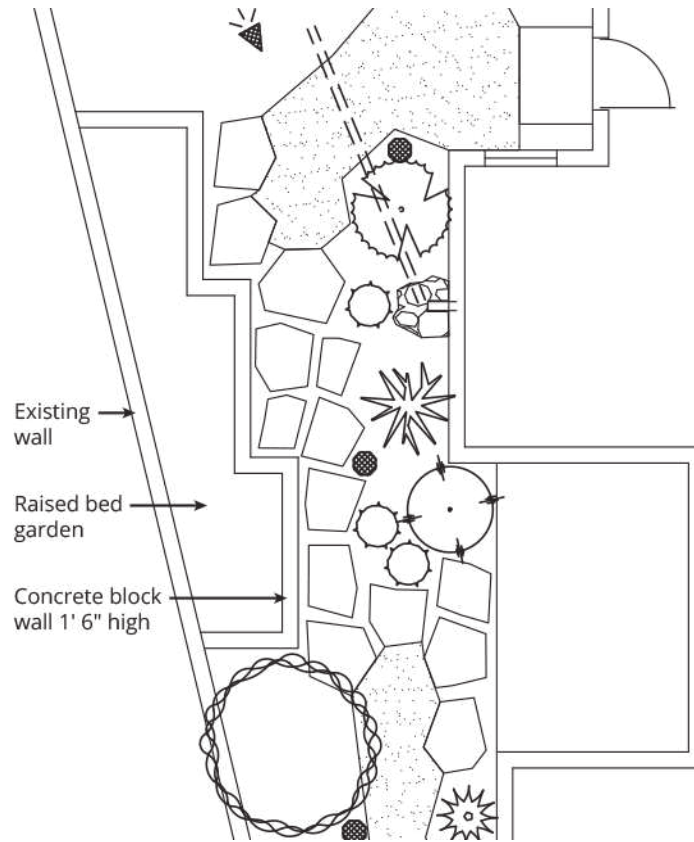 Existing
wall
Raised bed
garden
Concrete block
wall 1' 6" high